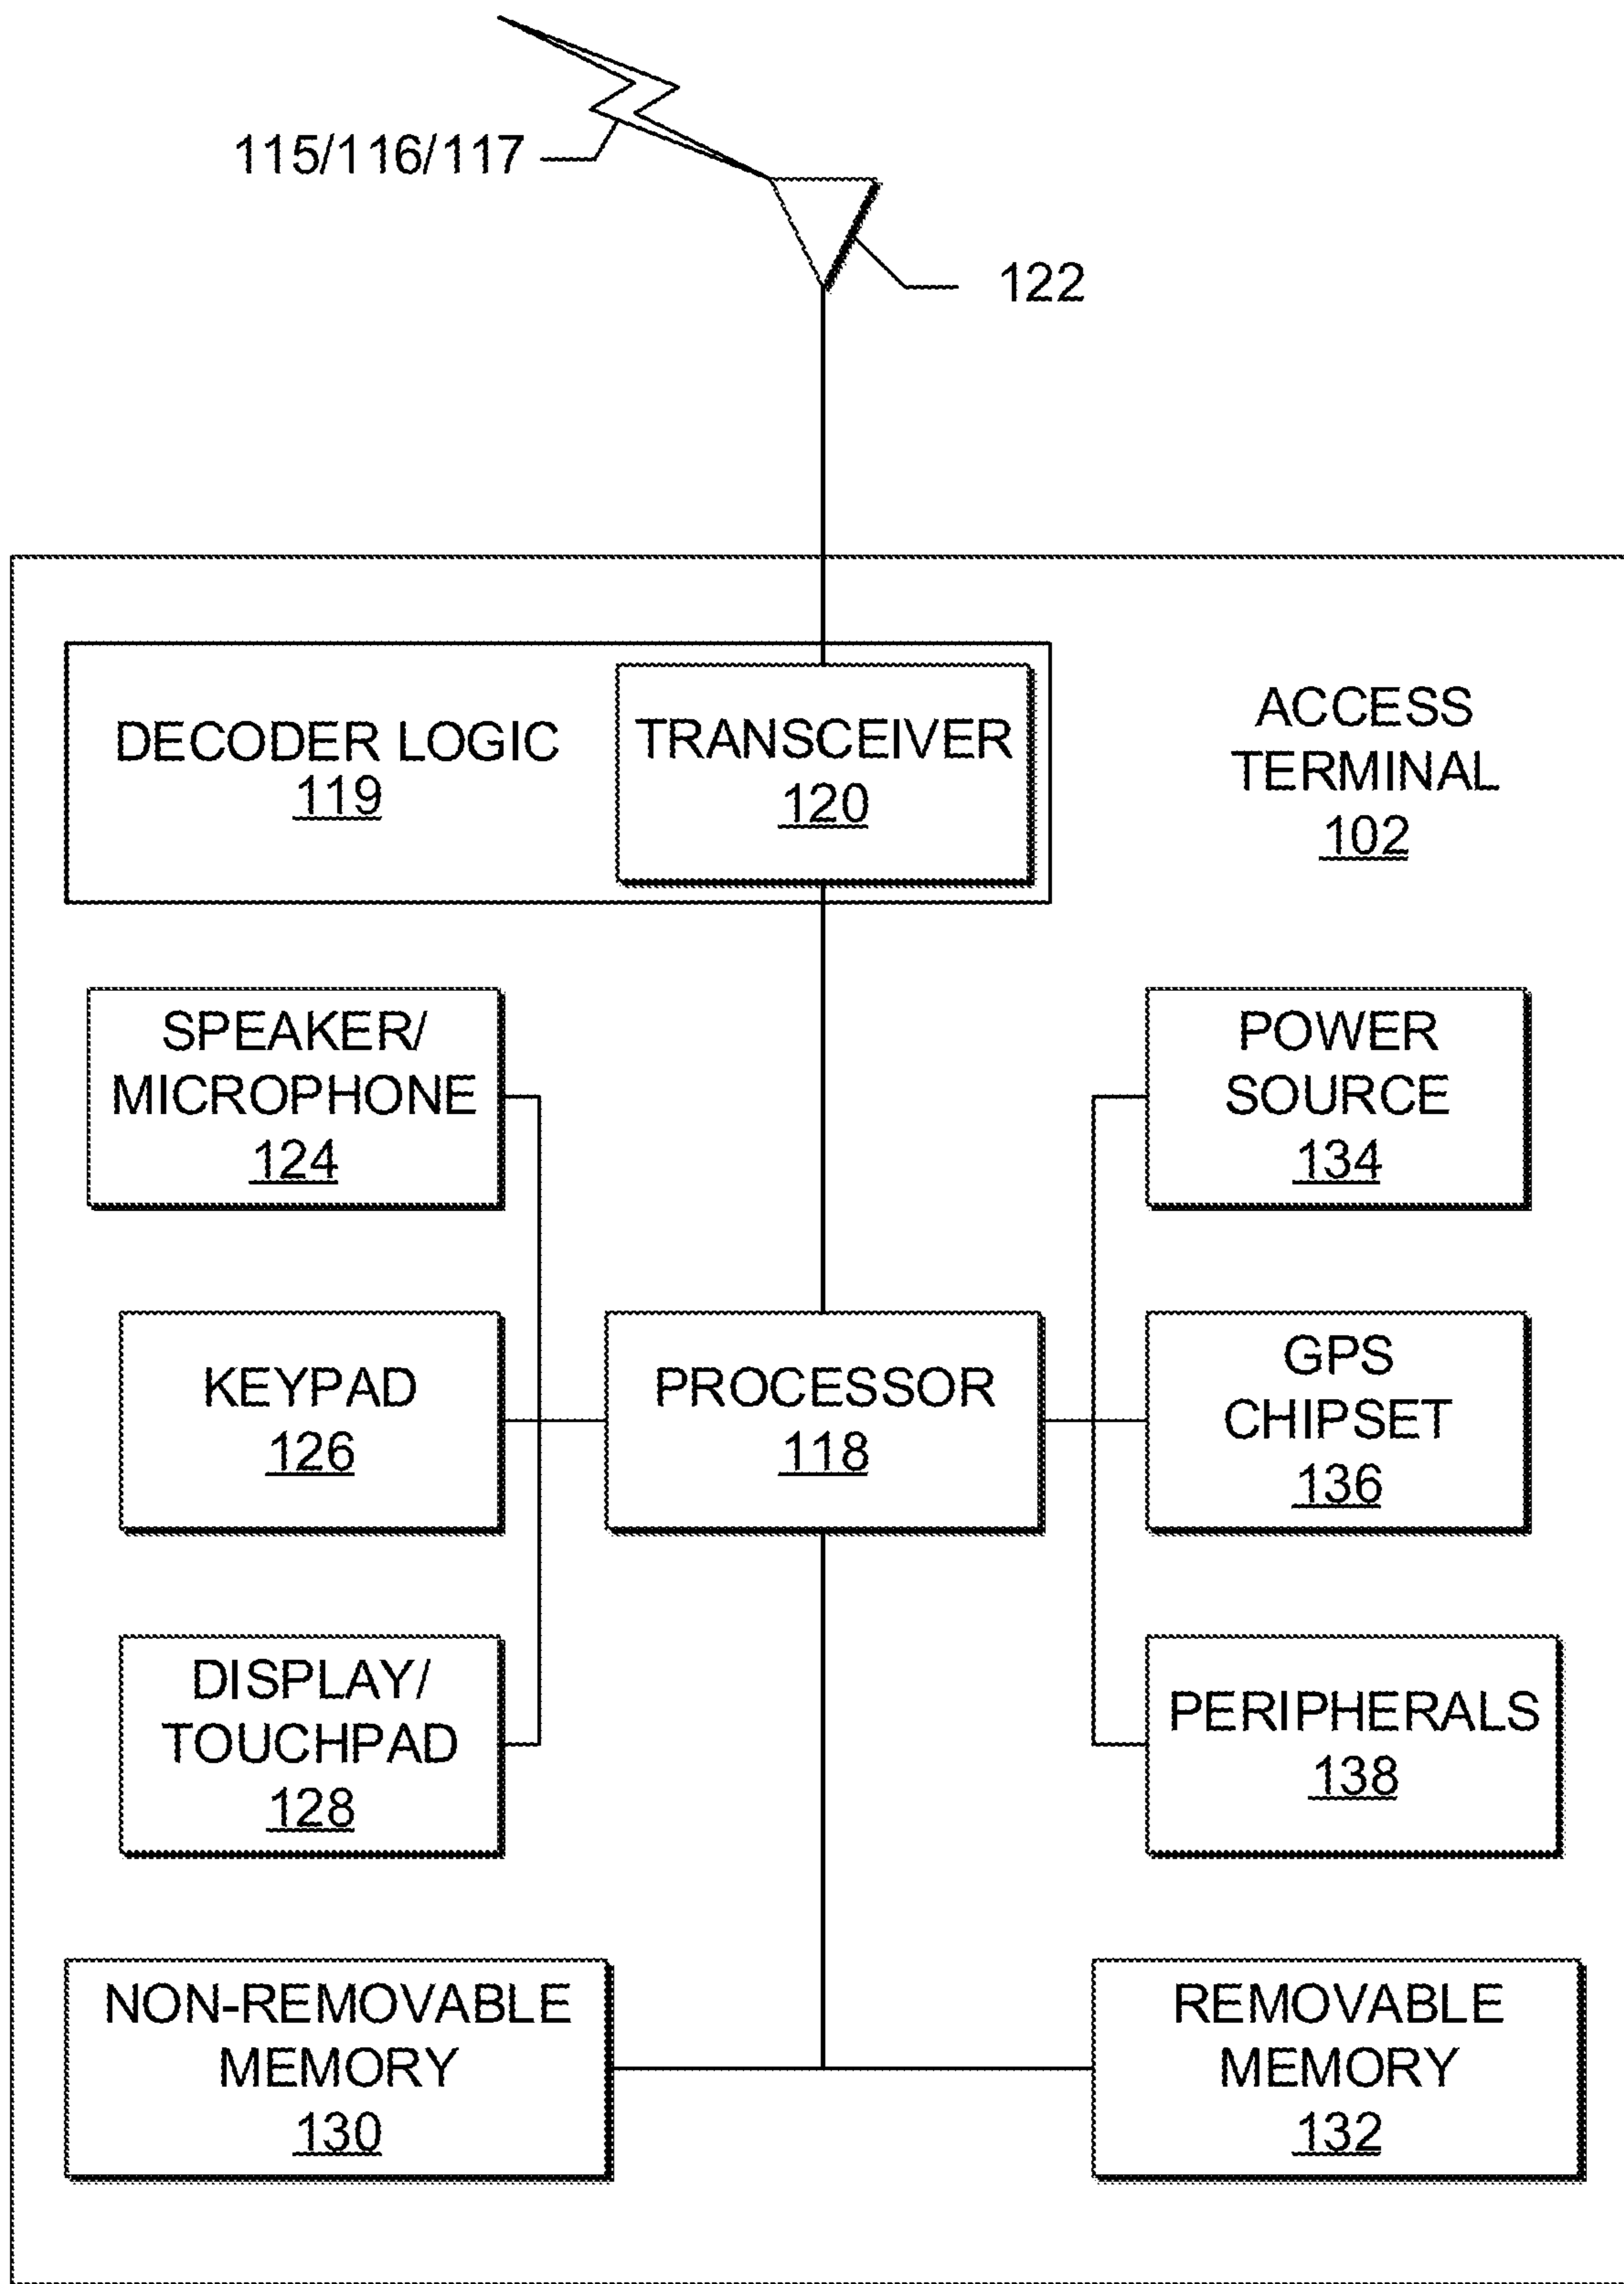 115/116/117
122
DECODER LOGIC
119
TRANSCEIVER
120
ACCESS
TERMINAL
102
SPEAKER/
MICROPHONE
124
POWER
SOURCE
134
KEYPAD
126
PROCESSOR
118
GPS
CHIPSET
136
DISPLAY/
TOUCHPAD
128
PERIPHERALS
138
NON-REMOVABLE
MEMORY
130
REMOVABLE
MEMORY
132